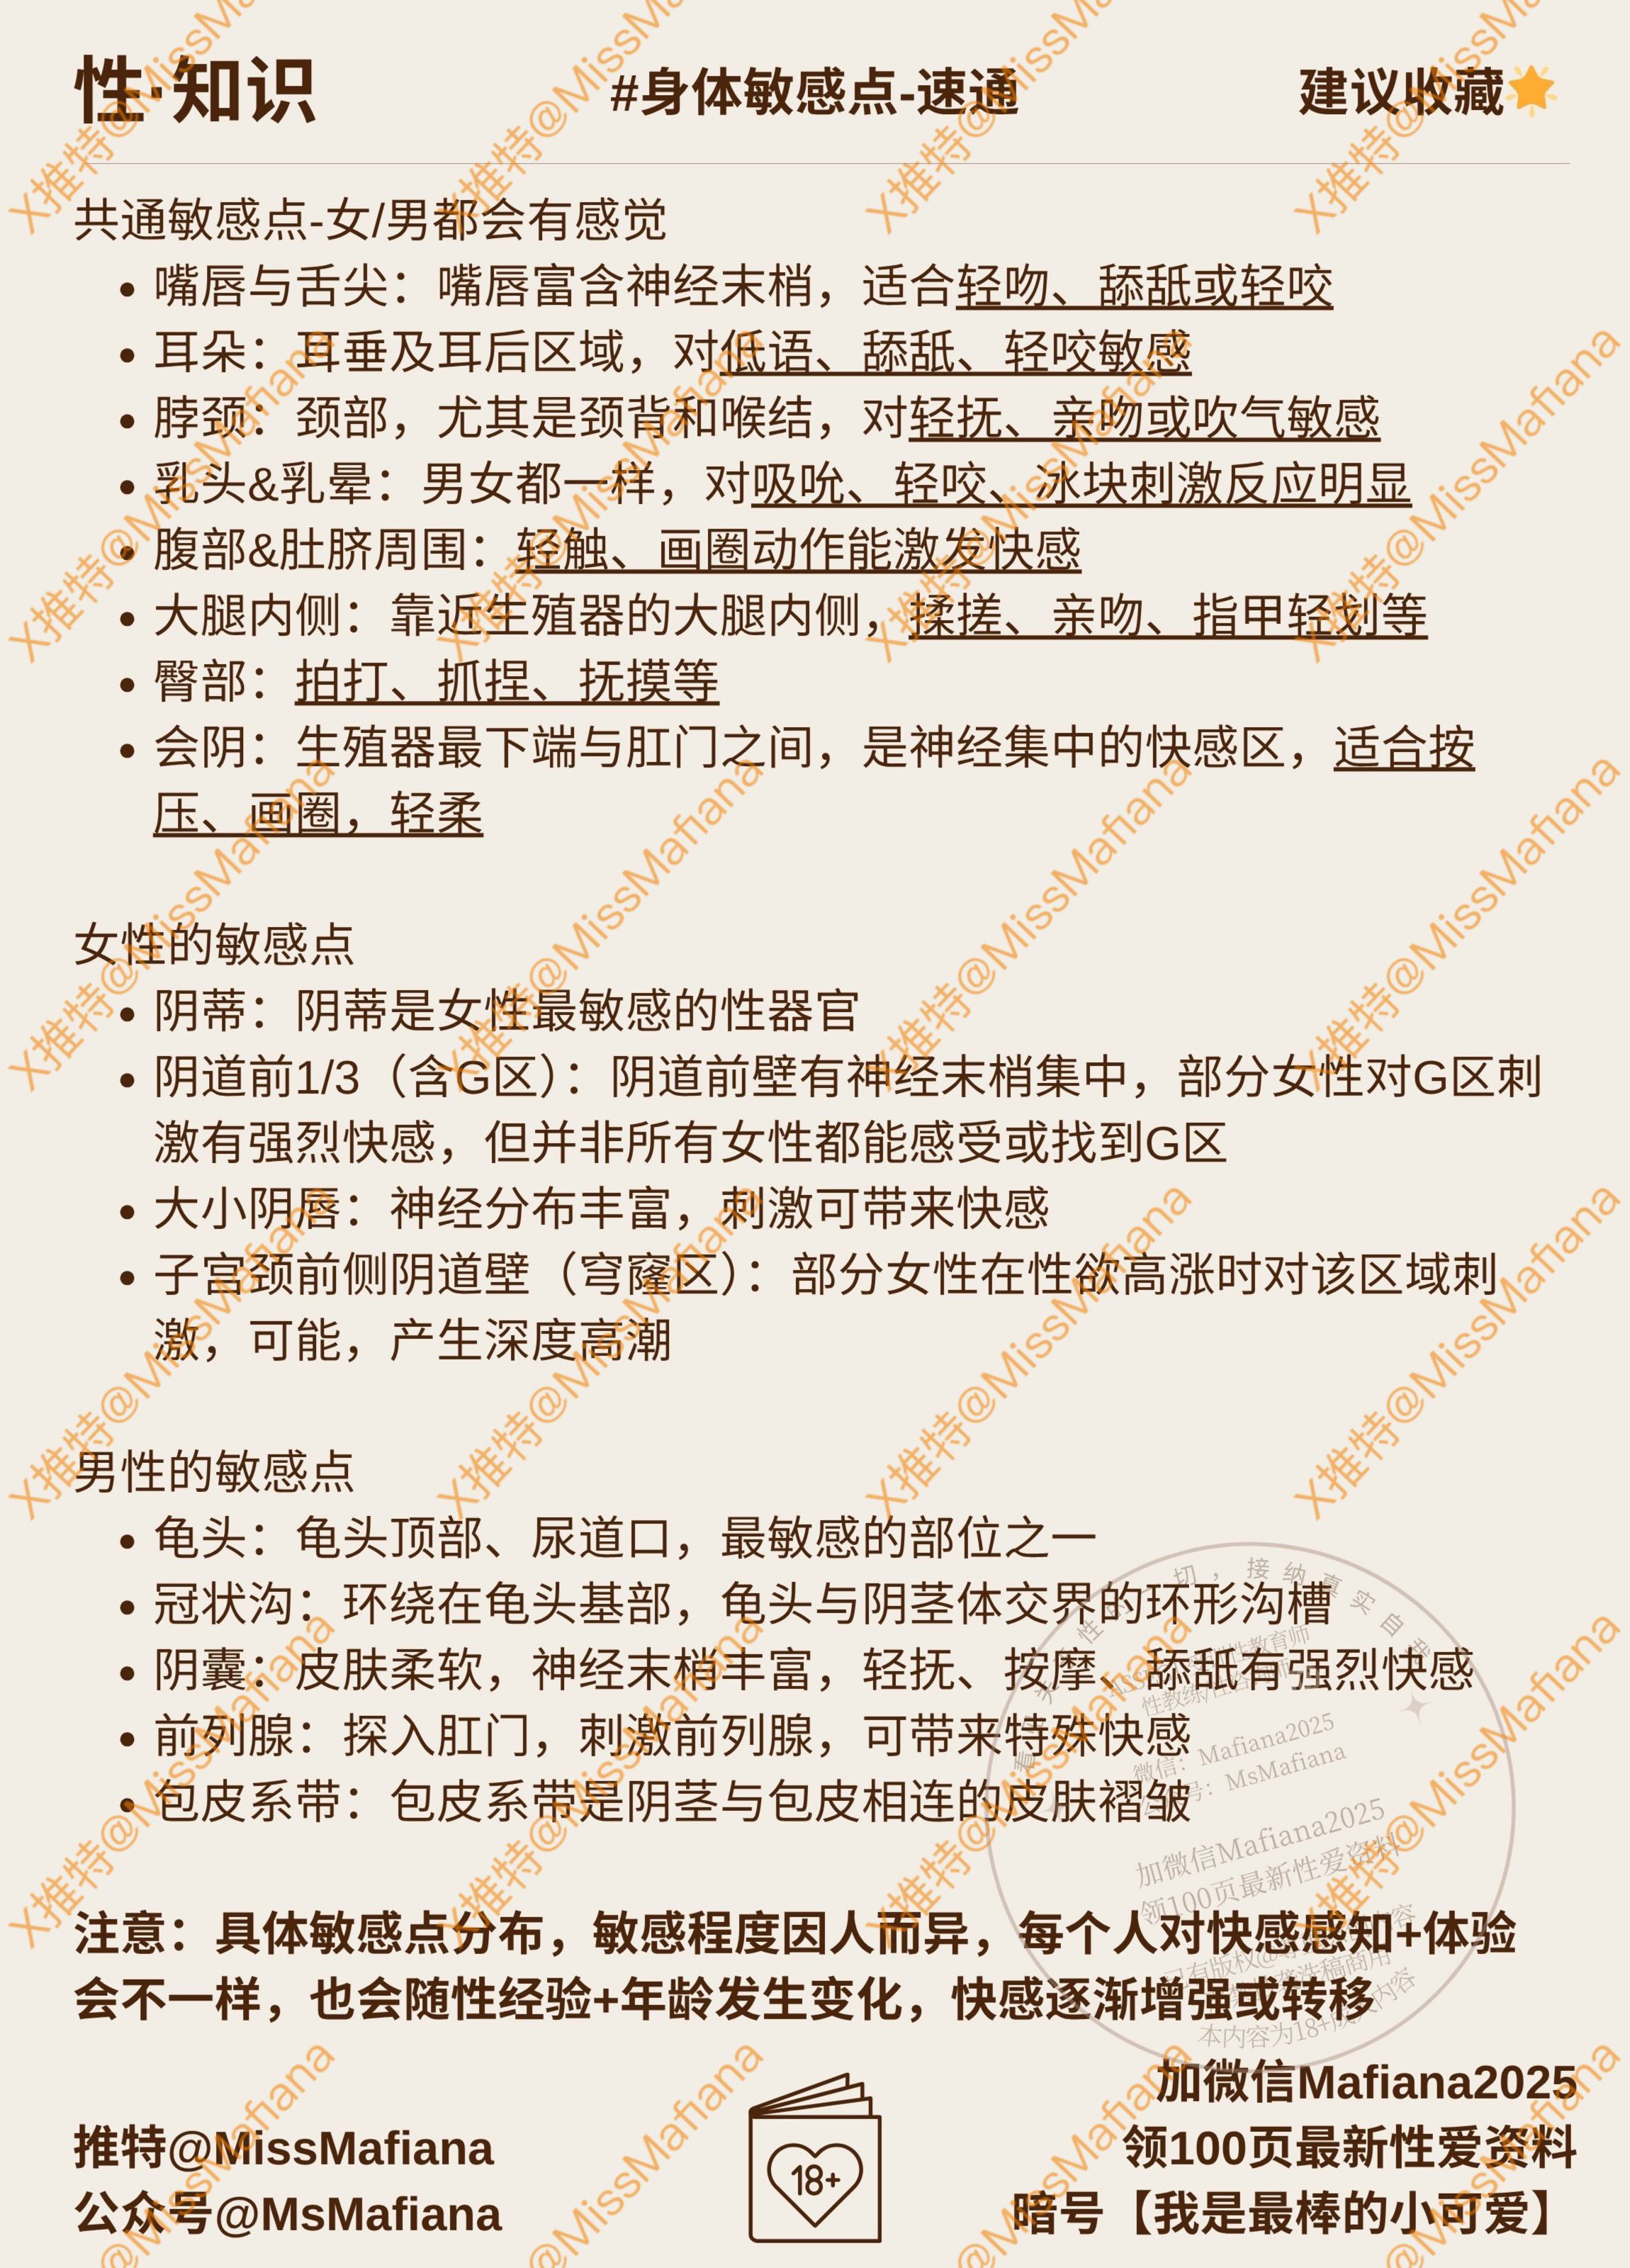 性·知识
#身体敏感点-速通
建议收藏
共通敏感点-女/男都会有感觉
• 嘴唇与舌尖：嘴唇富含神经末梢，适合轻吻、舔舐或轻咬
• 耳朵：耳垂及耳后区域，对低语、舔舐、轻咬敏感
• 脖颈：颈部，尤其是颈背和喉结，对轻抚、亲吻或吹气敏感
• 乳头&乳晕：男女都一样，对吸吮、轻咬、冰块刺激反应明显
• 腹部&肚脐周围：轻触、画圈动作能激发快感
• 大腿内侧：靠近生殖器的大腿内侧，揉搓、亲吻、指甲轻划等
• 臀部：拍打、抓捏、抚摸等
• 会阴：生殖器最下端与肛门之间，是神经集中的快感区，适合按
压、画圈，轻柔
女性的敏感点
• 阴蒂：阴蒂是女性最敏感的性器官
• 阴道前1/3（含G区）：阴道前壁有神经末梢集中，部分女性对G区刺
激有强烈快感，但并非所有女性都能感受或找到G区
• 大小阴唇：神经分布丰富，刺激可带来快感
• 子宫颈前侧阴道壁（穹窿区）：部分女性在性欲高涨时对该区域刺
激，可能，产生深度高潮
男性的敏感点
• 龟头：龟头顶部、尿道口，最敏感的部位之一
• 冠状沟：环绕在龟头基部，龟头与阴茎体交界的环形沟槽
• 阴囊：皮肤柔软，神经末梢丰富，轻抚、按摩、舔舐有强烈快感
• 前列腺：探入肛门，刺激前列腺，可带来特殊快感
• 包皮系带：包皮系带是阴茎与包皮相连的皮肤褶皱
注意：具体敏感点分布，敏感程度因人而异，每个人对快感感知+体验
会不一样，也会随性经验+年龄发生变化，快感逐渐增强或转移
切，接纳真实自我
微信：Mafiana2025
号：MsMafiana
加微信Mafiana2025
领100页最新性爱资料
本内容为18+成人内容
推特@MissMafiana
公众号@MsMafiana
18+
加微信Mafiana2025
领100页最新性爱资料
暗号【我是最棒的小可爱】
X推特@MissMafiana